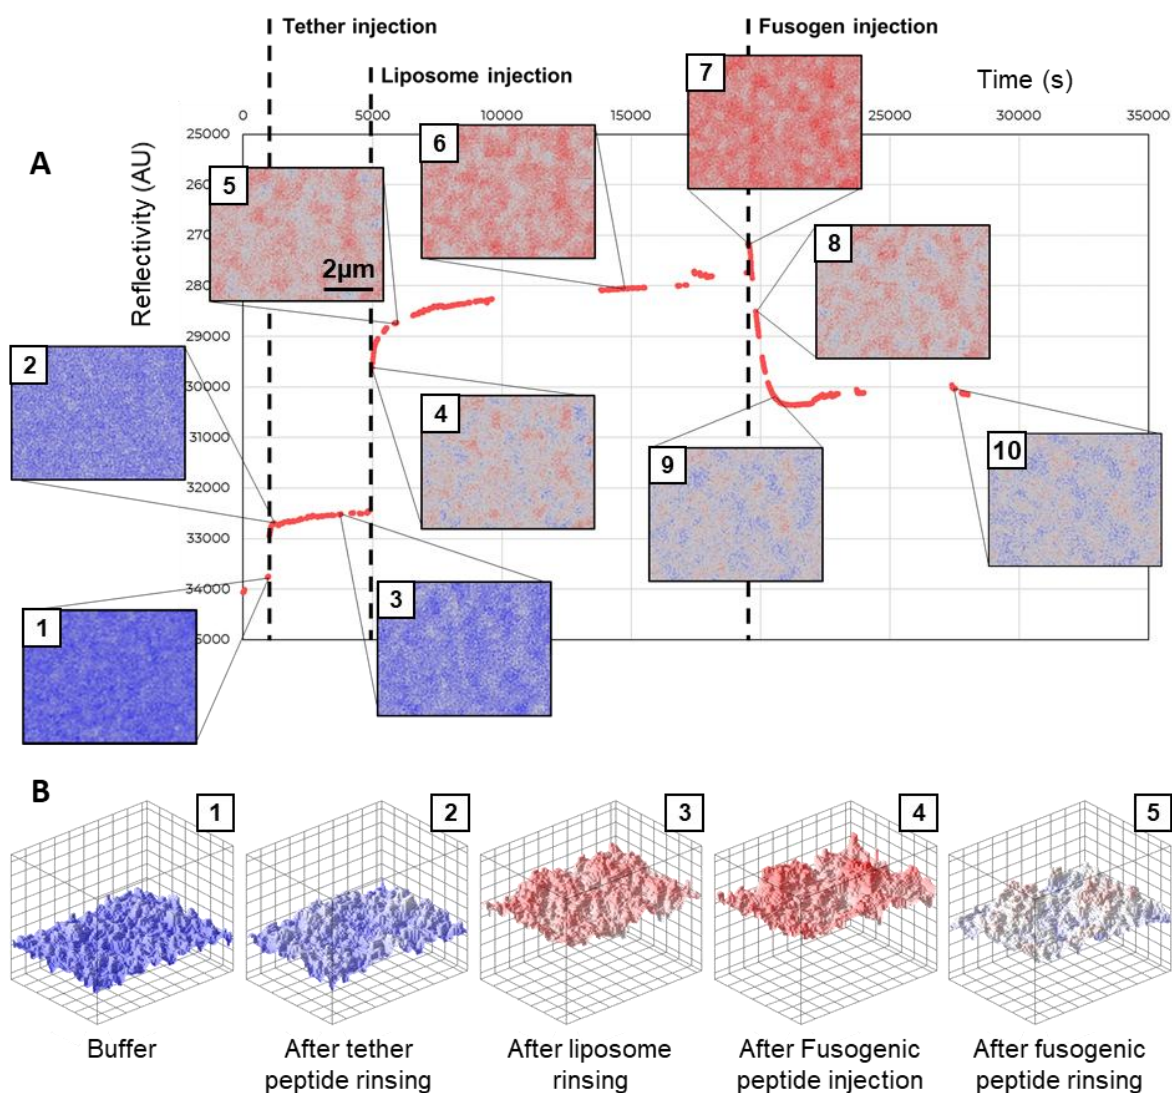 Tether injection
Fusogen injection
Liposome injection
Time (s)
7
0
5000
10000
15000
25000
30000
35000
25000
6
A
Reflectivity (AU)
5
27000
8
2µm
28000
29000
2
30000
4
10
31000
9
32000
33000
3
34000
1
B
1
2
3
4
5
Buffer
After tether
peptide rinsing
After liposome
rinsing
After Fusogenic
peptide injection
After fusogenic
peptide rinsing